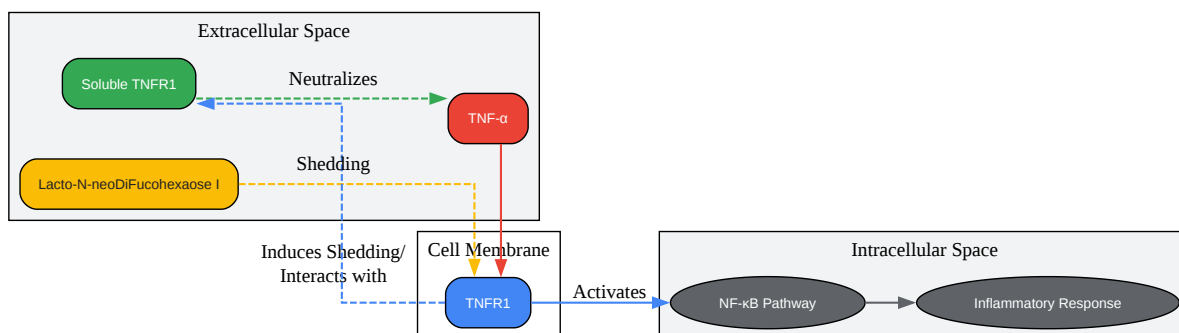 Extracellular Space
Soluble TNFR1
Neutralizes
TNF-α
Shedding
Lacto-N-neoDiFucohexaose I
Induces Shedding/
Interacts with
Cell Membrane
TNFR1
Activates
Intracellular Space
NF-κB Pathway
Inflammatory Response